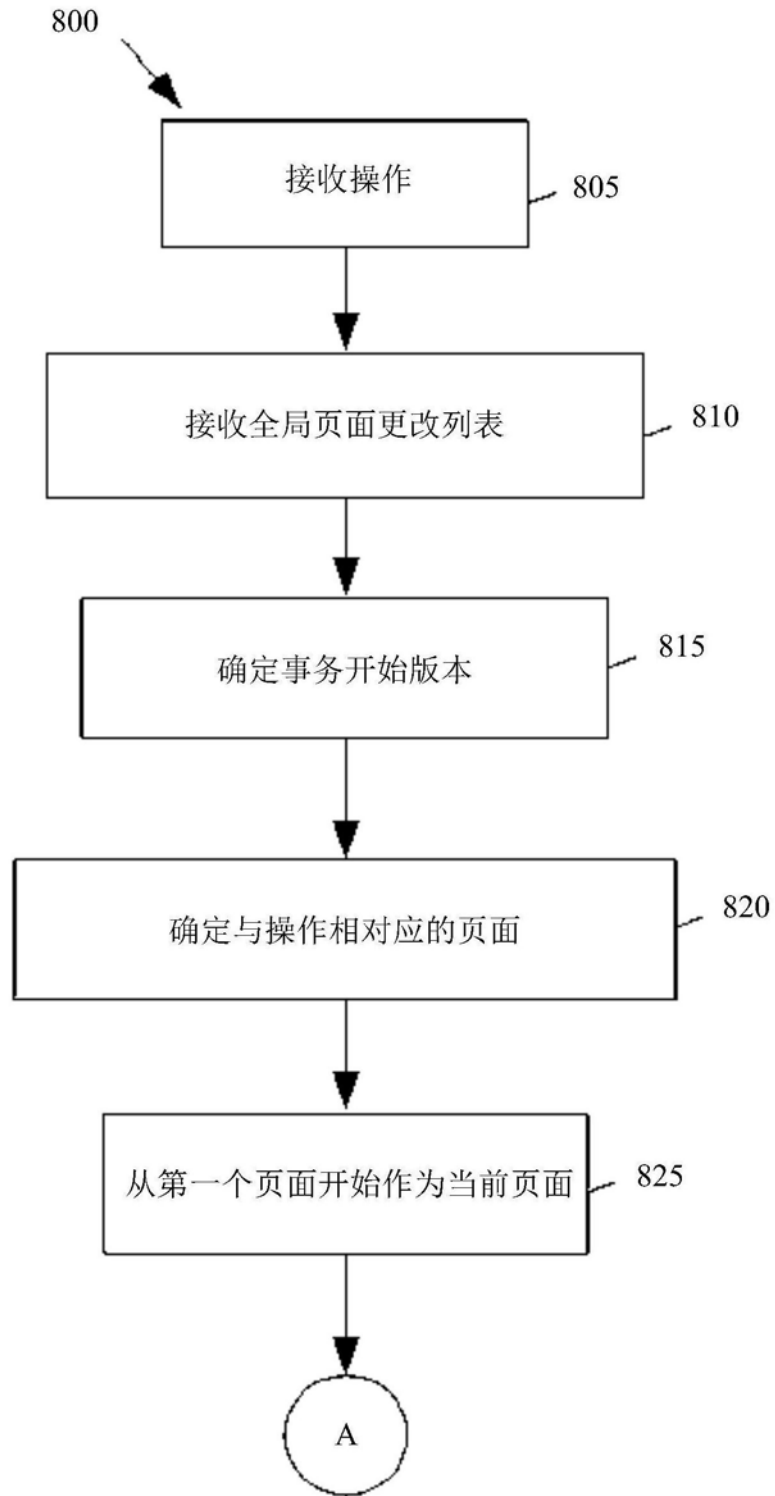 800
接收操作
805
接收全局页面更改列表
810
确定事务开始版本
815
确定与操作相对应的页面
820
从第一个页面开始作为当前页面
825
A